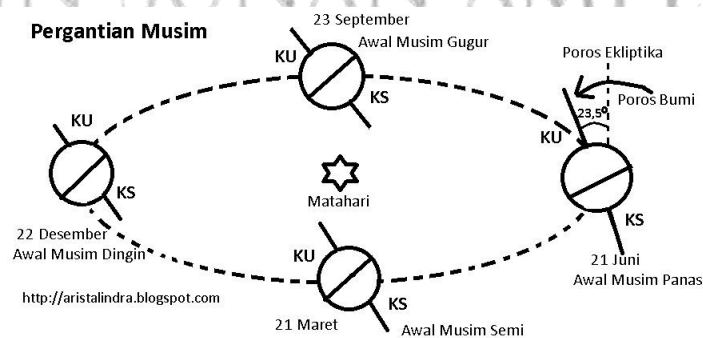 Pergantian Musim
23 September
Awal Musim Gugur
KU
KS
Poros Ekliptika
Poros Bumi
23,5⁰
KU
KS
21 Juni
Awal Musim Panas
KU
KS
22 Desember
Awal Musim Dingin
Matahari
KU
KS
21 Maret
Awal Musim Semi
http://aristalindra.blogspot.com